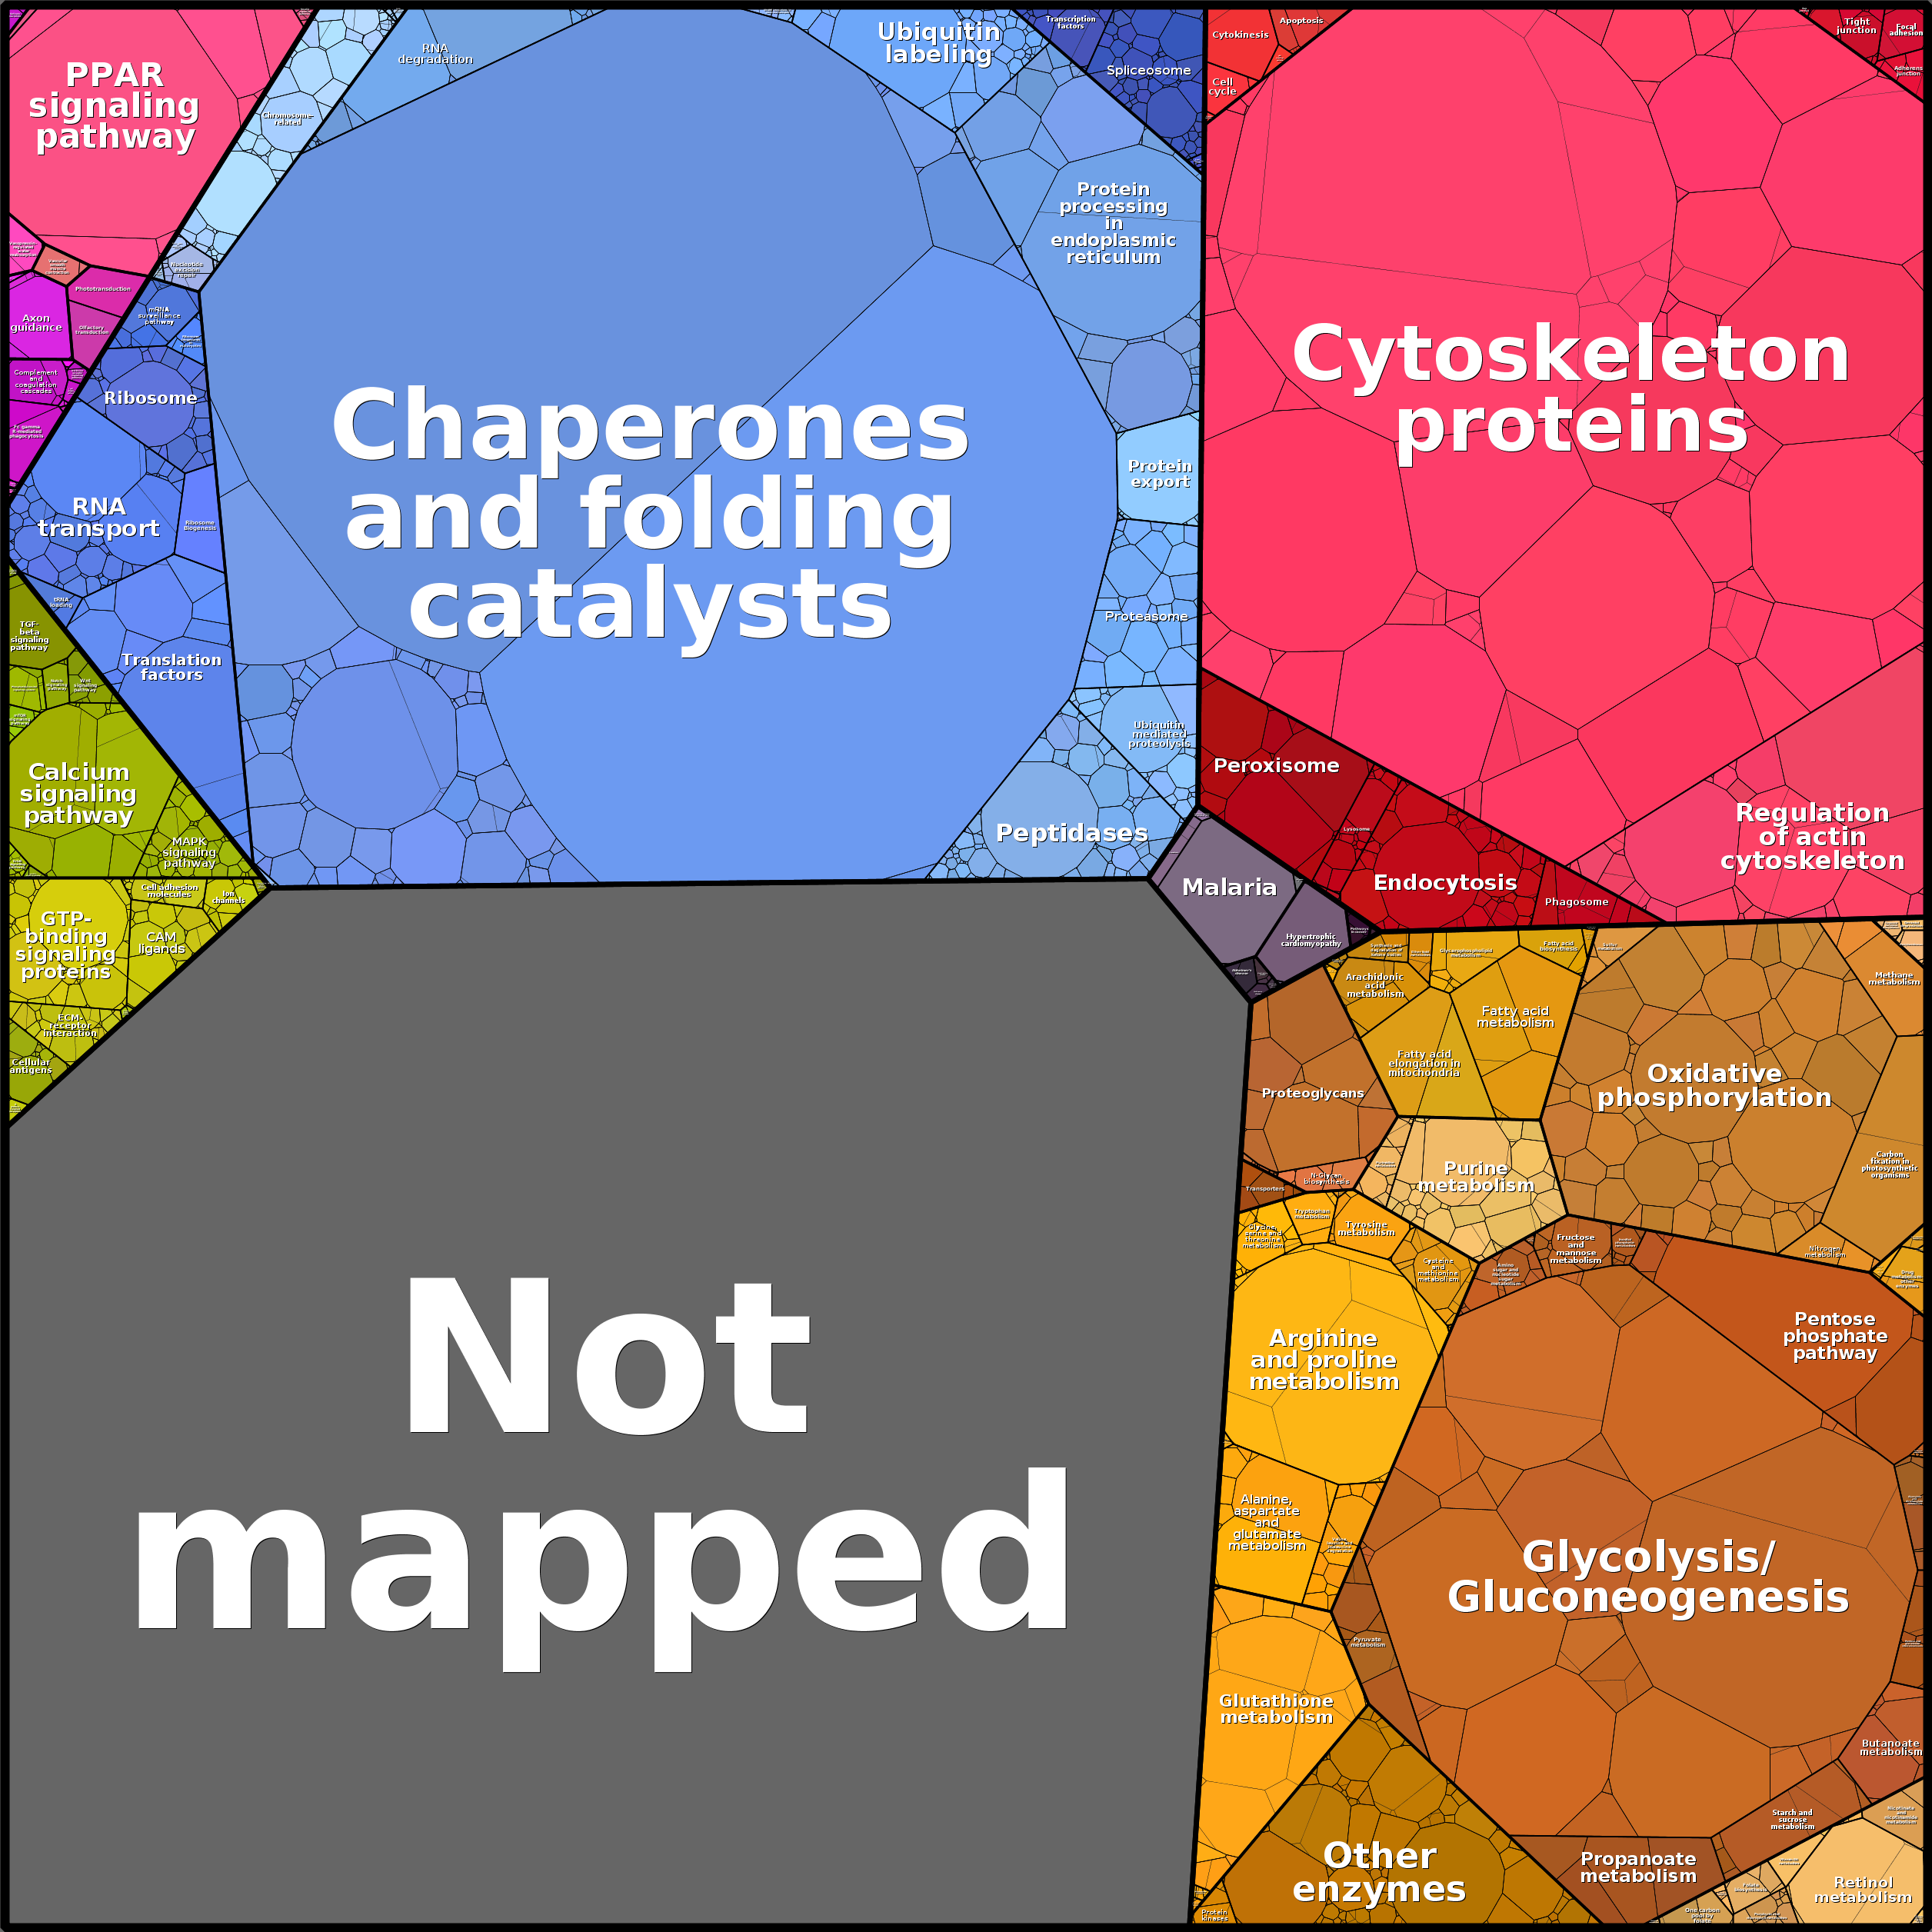 PPAR
signaling
pathway
Chromosome-
related
RNA
degradation
Ubiquitin
labeling
Transcription
factors
Spliceosome
Cytokinesis
Apoptosis
Cell
cycle
Tight
junction
Focal
adhesion
Adherens
junction
Protein
processing
in
endoplasmic
reticulum
Nucleotide
excision
repair
Phototransduction
Olfactory
transduction
Axon
guidance
mRNA
surveillance
pathway
Complement
and
coagulation
cascades
Fc gamma
R-mediated
phagocytosis
Ribosome
RNA
transport
Ribosome
Biogenesis
tRNA
loading
Translation
factors
Chaperones
and folding
catalysts
Protein
export
Proteasome
Ubiquitin
mediated
proteolysis
Peptidases
Cytoskeleton
proteins
Regulation
of actin
cytoskeleton
Peroxisome
Lysosome
Endocytosis
Phagosome
TGF-
beta
signaling
pathway
Wnt
signaling
pathway
Calcium
signaling
pathway
MAPK
signaling
pathway
GTP-
binding
signaling
proteins
Cell adhesion
molecules
Ion
channels
CAM
ligands
ECM-
receptor
interaction
Cellular
antigens
Malaria
Hypertrophic
cardiomyopathy
Not
mapped
Arachidonic
acid
metabolism
Glycerophospholipid
metabolism
Fatty acid
biosynthesis
Fatty acid
metabolism
Fatty acid
elongation in
mitochondria
Methane
metabolism
Oxidative
phosphorylation
Carbon
fixation in
photosynthetic
organisms
Nitrogen
metabolism
Proteoglycans
N-Glycan
biosynthesis
Transporters
Purine
metabolism
Glycine,
serine and
threonine
metabolism
Tryptophan
metabolism
Tyrosine
metabolism
Cysteine
and
methionine
metabolism
Amino
sugar and
nucleotide
sugar
metabolism
Fructose
and
mannose
metabolism
Pentose
phosphate
pathway
Arginine
and proline
metabolism
Alanine,
aspartate
and
glutamate
metabolism
Glycolysis/
Gluconeogenesis
Pyruvate
metabolism
Glutathione
metabolism
Butanoate
metabolism
Starch and
sucrose
metabolism
Propanoate
metabolism
Other
enzymes
Protein
kinases
Nicotinate
and
nicotinamide
metabolism
Retinol
metabolism
One carbon
pool by
folate